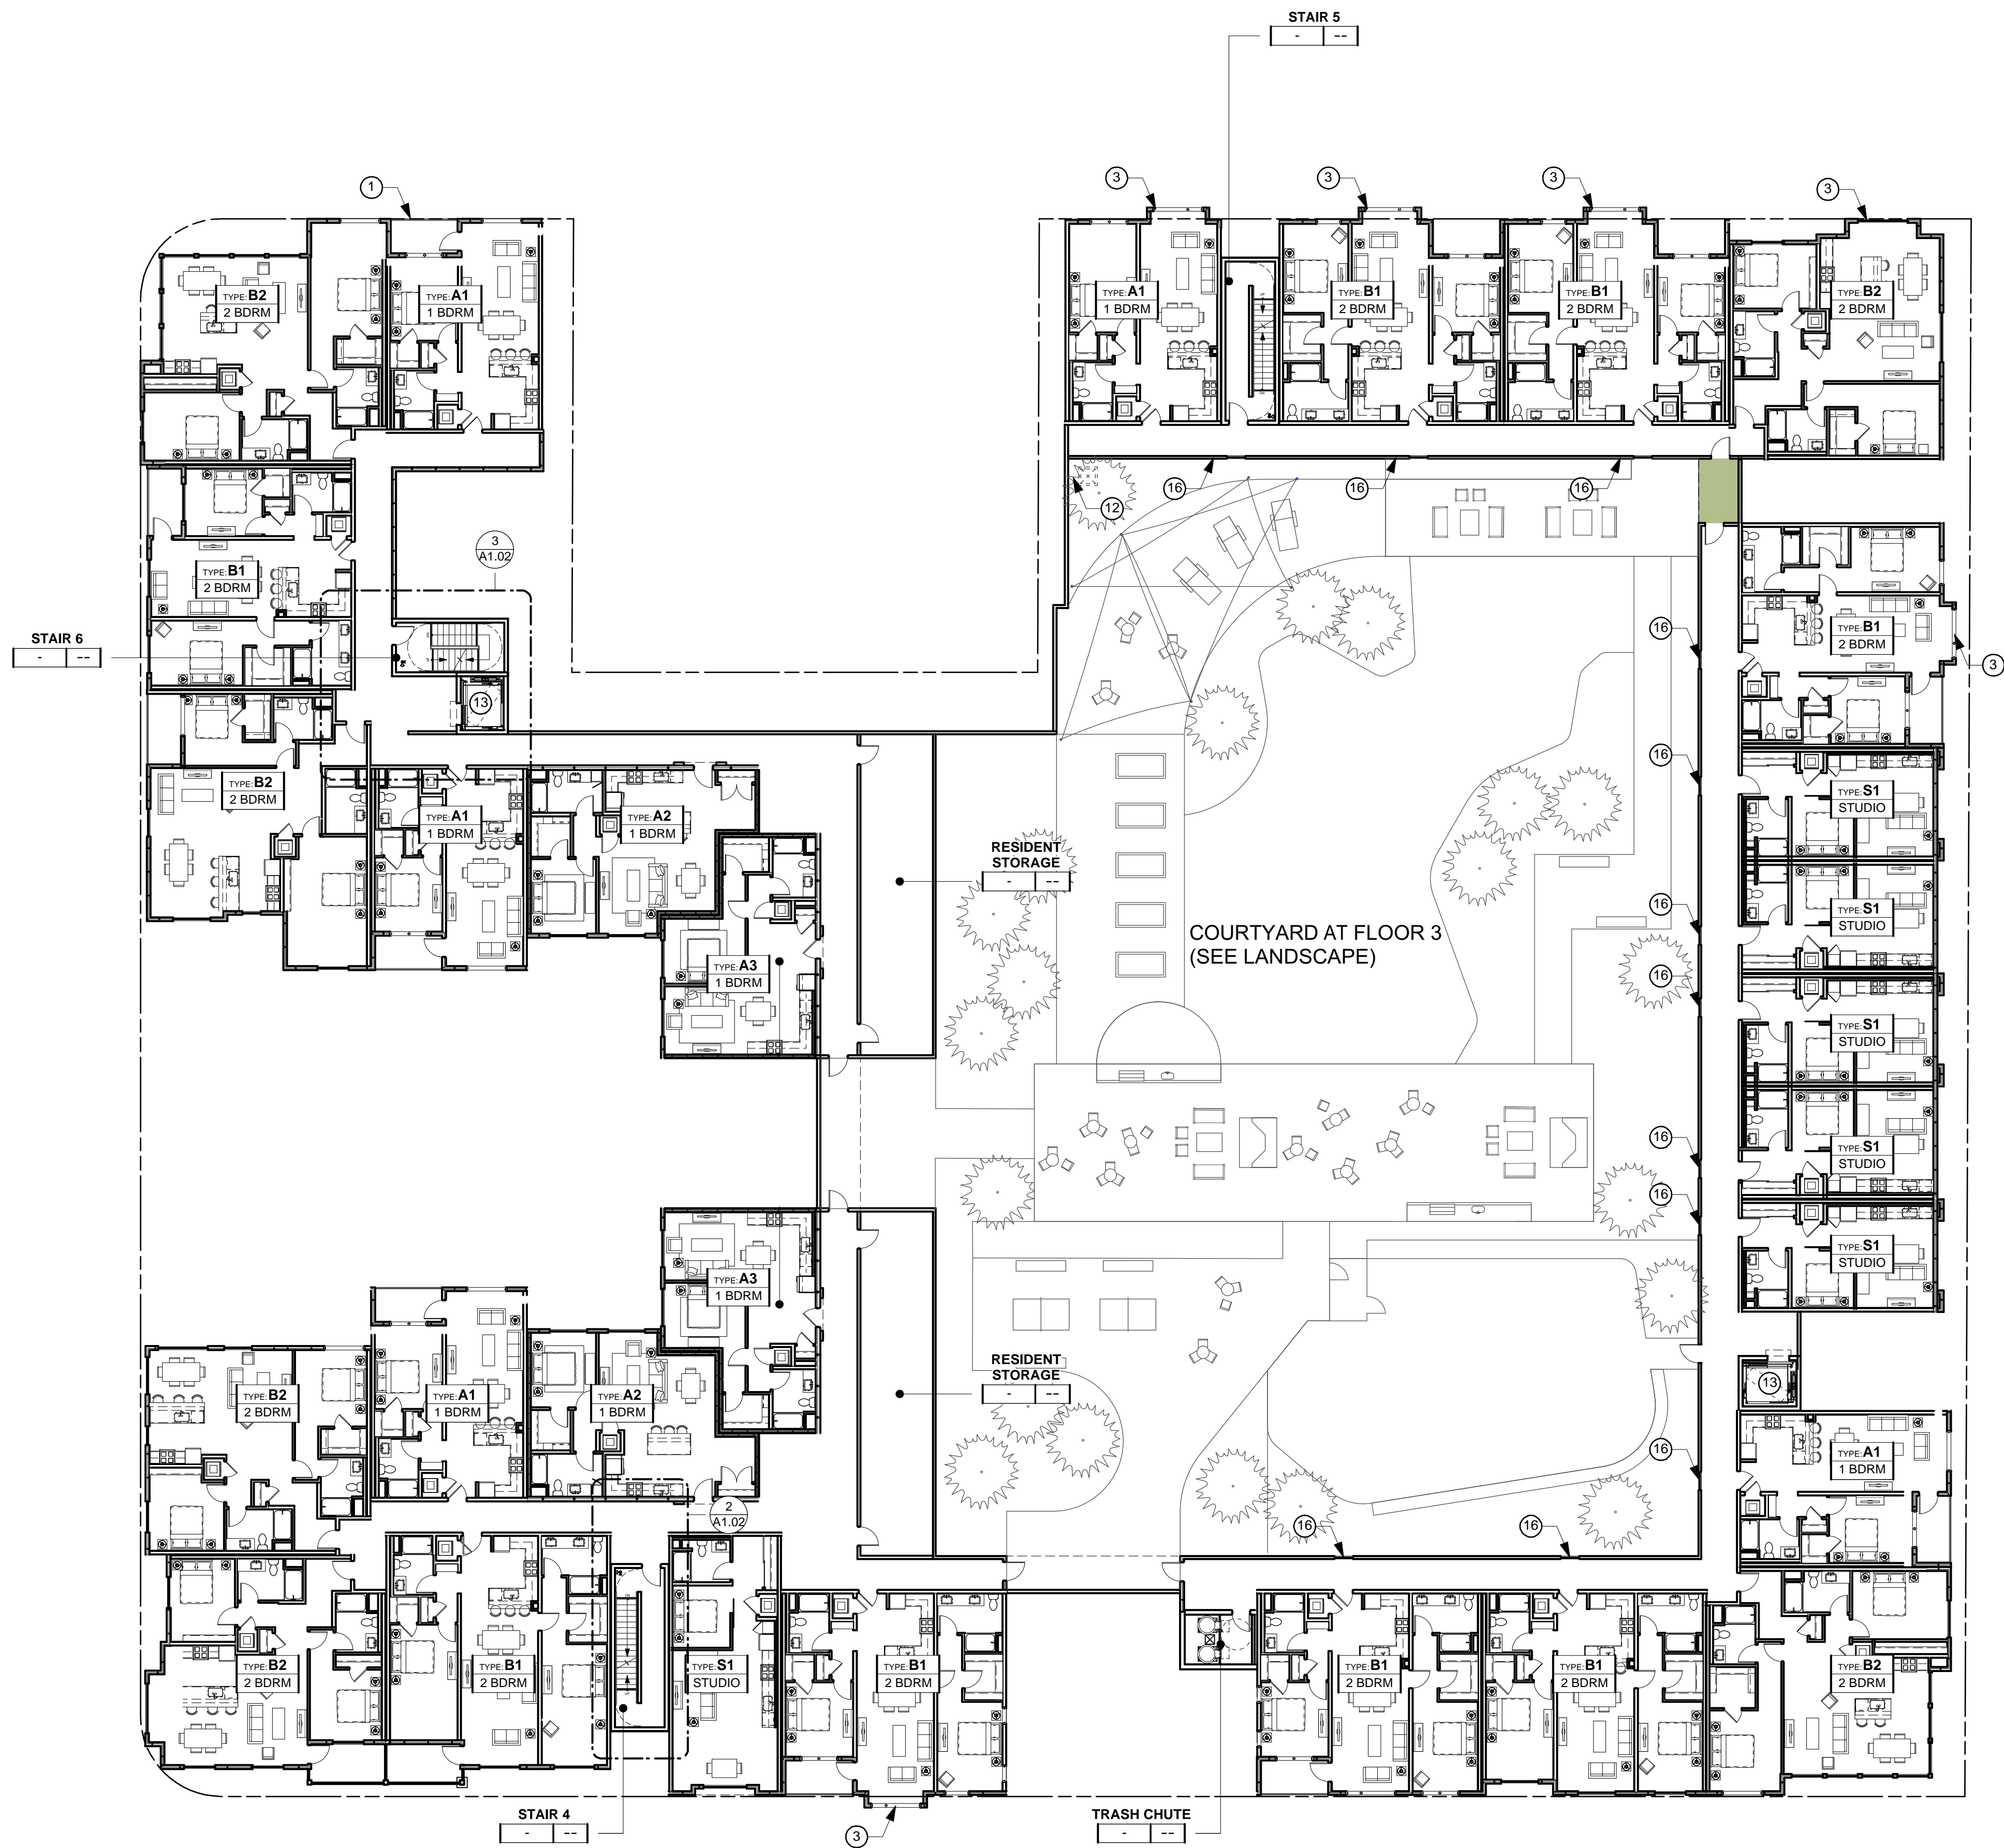 STAIR 5
- --
3
3
3
3
1
TYPE: B2
2 BDRM
TYPE: A1
1 BDRM
TYPE: A1
1 BDRM
TYPE: B1
2 BDRM
TYPE: B1
2 BDRM
TYPE: B2
2 BDRM
16
16
16
12
3
A1.02
TYPE: B1
2 BDRM
TYPE: B1
2 BDRM
16
3
STAIR 6
- --
13
16
TYPE: B2
2 BDRM
TYPE: A1
1 BDRM
TYPE: A2
1 BDRM
TYPE: S1
STUDIO
RESIDENT
STORAGE
- --
16
TYPE: S1
STUDIO
COURTYARD AT FLOOR 3
(SEE LANDSCAPE)
TYPE: A3
1 BDRM
16
TYPE: S1
STUDIO
16
TYPE: S1
STUDIO
16
TYPE: S1
STUDIO
TYPE: A3
1 BDRM
RESIDENT
STORAGE
- --
13
TYPE: B2
2 BDRM
TYPE: A1
1 BDRM
TYPE: A2
1 BDRM
16
TYPE: A1
1 BDRM
2
A1.02
16
16
TYPE: B2
2 BDRM
TYPE: B1
2 BDRM
TYPE: S1
STUDIO
TYPE: B1
2 BDRM
TYPE: B1
2 BDRM
TYPE: B1
2 BDRM
TYPE: B2
2 BDRM
STAIR 4
- --
3
TRASH CHUTE
- --